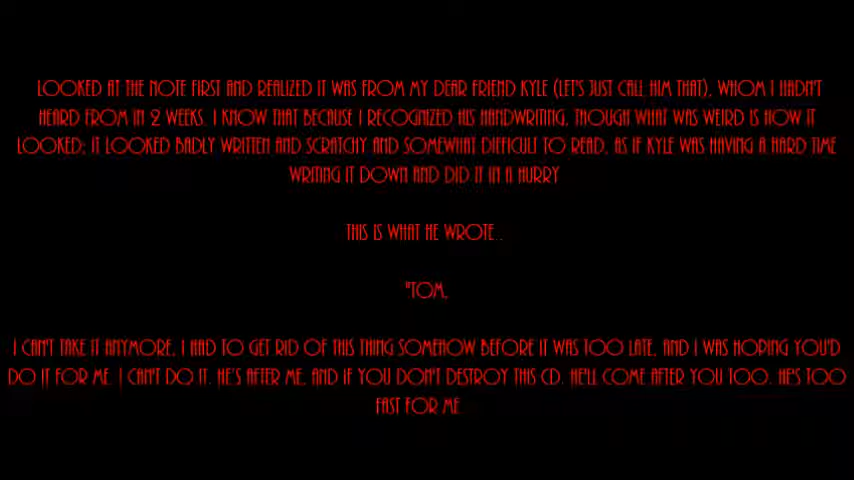 LOOKED AT THE NOTE FIRST AND REALIZED IT WAS FROM MY DEAR FRIEND KYLE (LET'S JUST CALL HIM THAT), WHOM I HADN'T
HEARD FROM IN 2 WEEKS. I KNOW THAT BECAUSE I RECOGNIZED HIS HANDWRITING, THOUGH WHAT WAS WEIRD IS HOW IT
LOOKED; IT LOOKED BADLY WRITTEN AND SCRATCHY AND SOMEWHAT DIFFICULT TO READ, AS IF KYLE WAS HAVING A HARD TIME
WRITING IT DOWN AND DID IT IN A HURRY
THIS IS WHAT HE WROTE..
"TOM,
I CAN'T TAKE IT ANYMORE, I HAD TO GET RID OF THIS THING SOMEHOW BEFORE IT WAS TOO LATE, AND I WAS HOPING YOU'D
DO IT FOR ME. I CAN'T DO IT. HE'S AFTER ME, AND IF YOU DON'T DESTROY THIS CD, HE'LL COME AFTER YOU TOO. HE'S TOO
FAST FOR ME